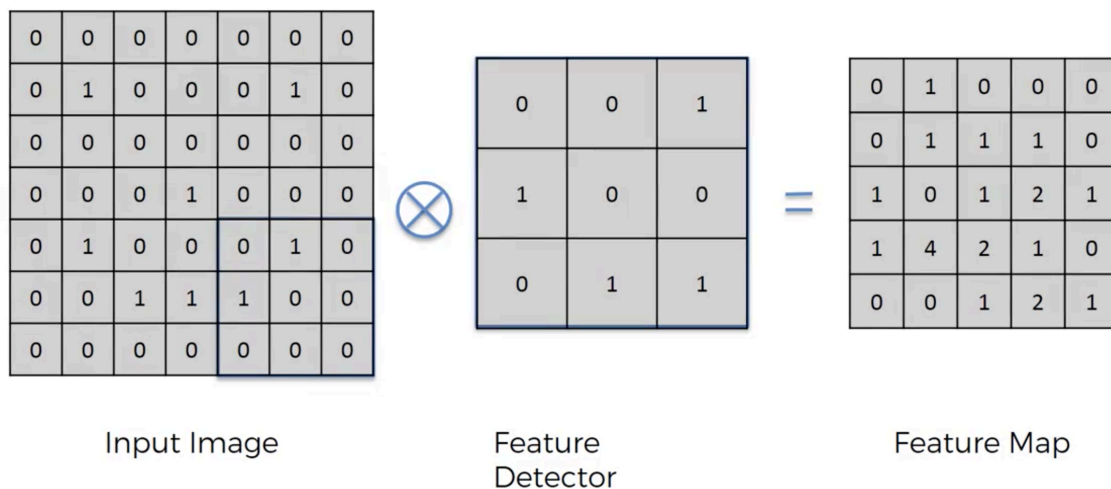 0 0 0 0 0 0 0
0 1 0 0 0 1 0
0 0 0 0 0 0 0
0 0 0 1 0 0 0
0 1 0 0 0 1 0
0 0 1 1 1 0 0
0 0 0 0 0 0 0
0 0 1
1 0 0
0 1 1
=
0 1 0 0 0
0 1 1 1 0
1 0 1 2 1
1 4 2 1 0
0 0 1 2 1
Input Image
Feature
Detector
Feature Map